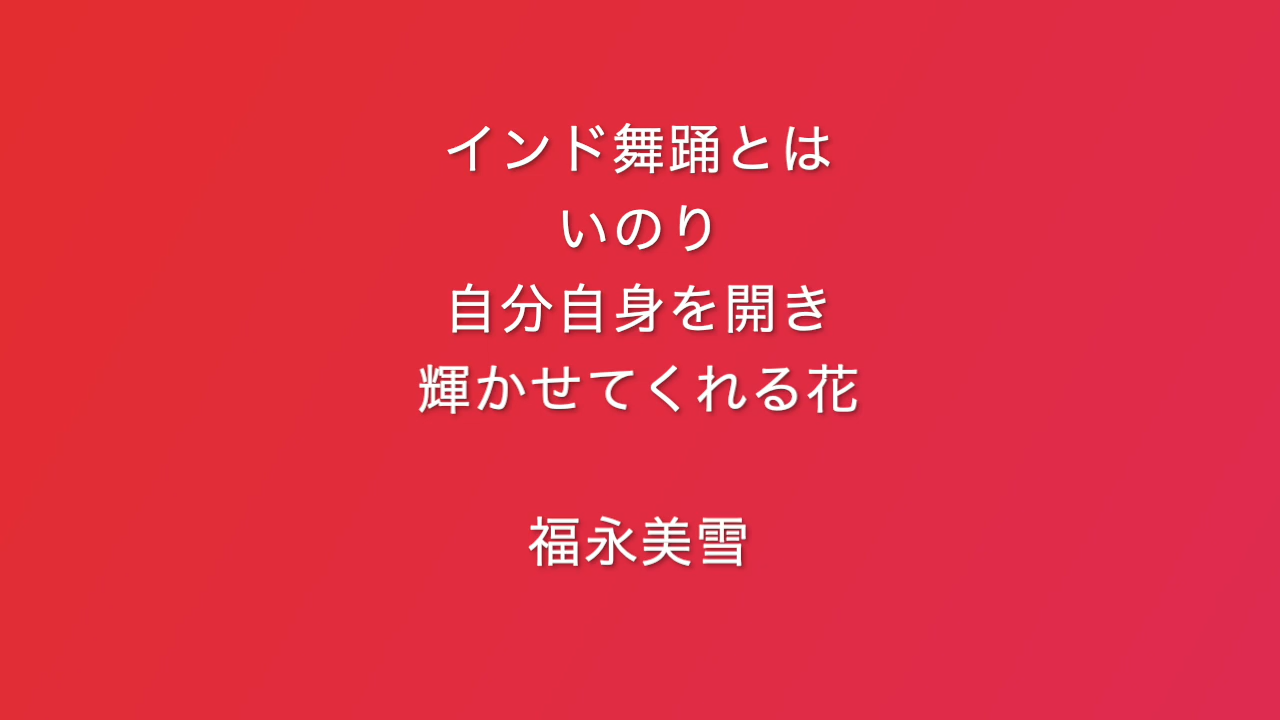 インド舞踊とは
いのり
自分自身を開き
輝かせてくれる花
福永美雪